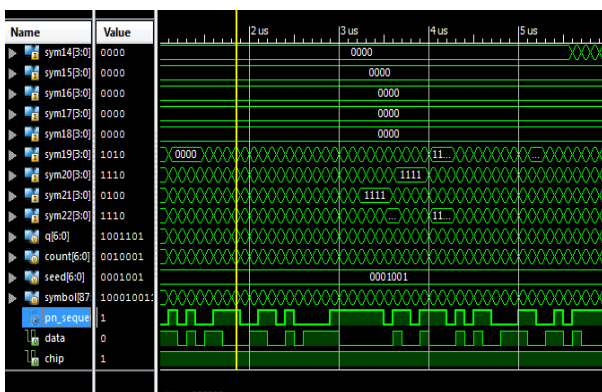 Name Value 2 us 3 us 4 us 5 us
sym14[3:0] 0000 0000
sym15[3:0] 0000 0000
sym16[3:0] 0000 0000
sym17[3:0] 0000 0000
sym18[3:0] 0000 0000
sym19[3:0] 1010 0000 11... ...
sym20[3:0] 1110 1111
sym21[3:0] 0100 1111
sym22[3:0] 1110 ... 11...
q[6:0] 1001101
count[6:0] 0010001
seed[6:0] 0001001 0001001
symbol[87: 10001001:
pn_seque 1
data 0
chip 1